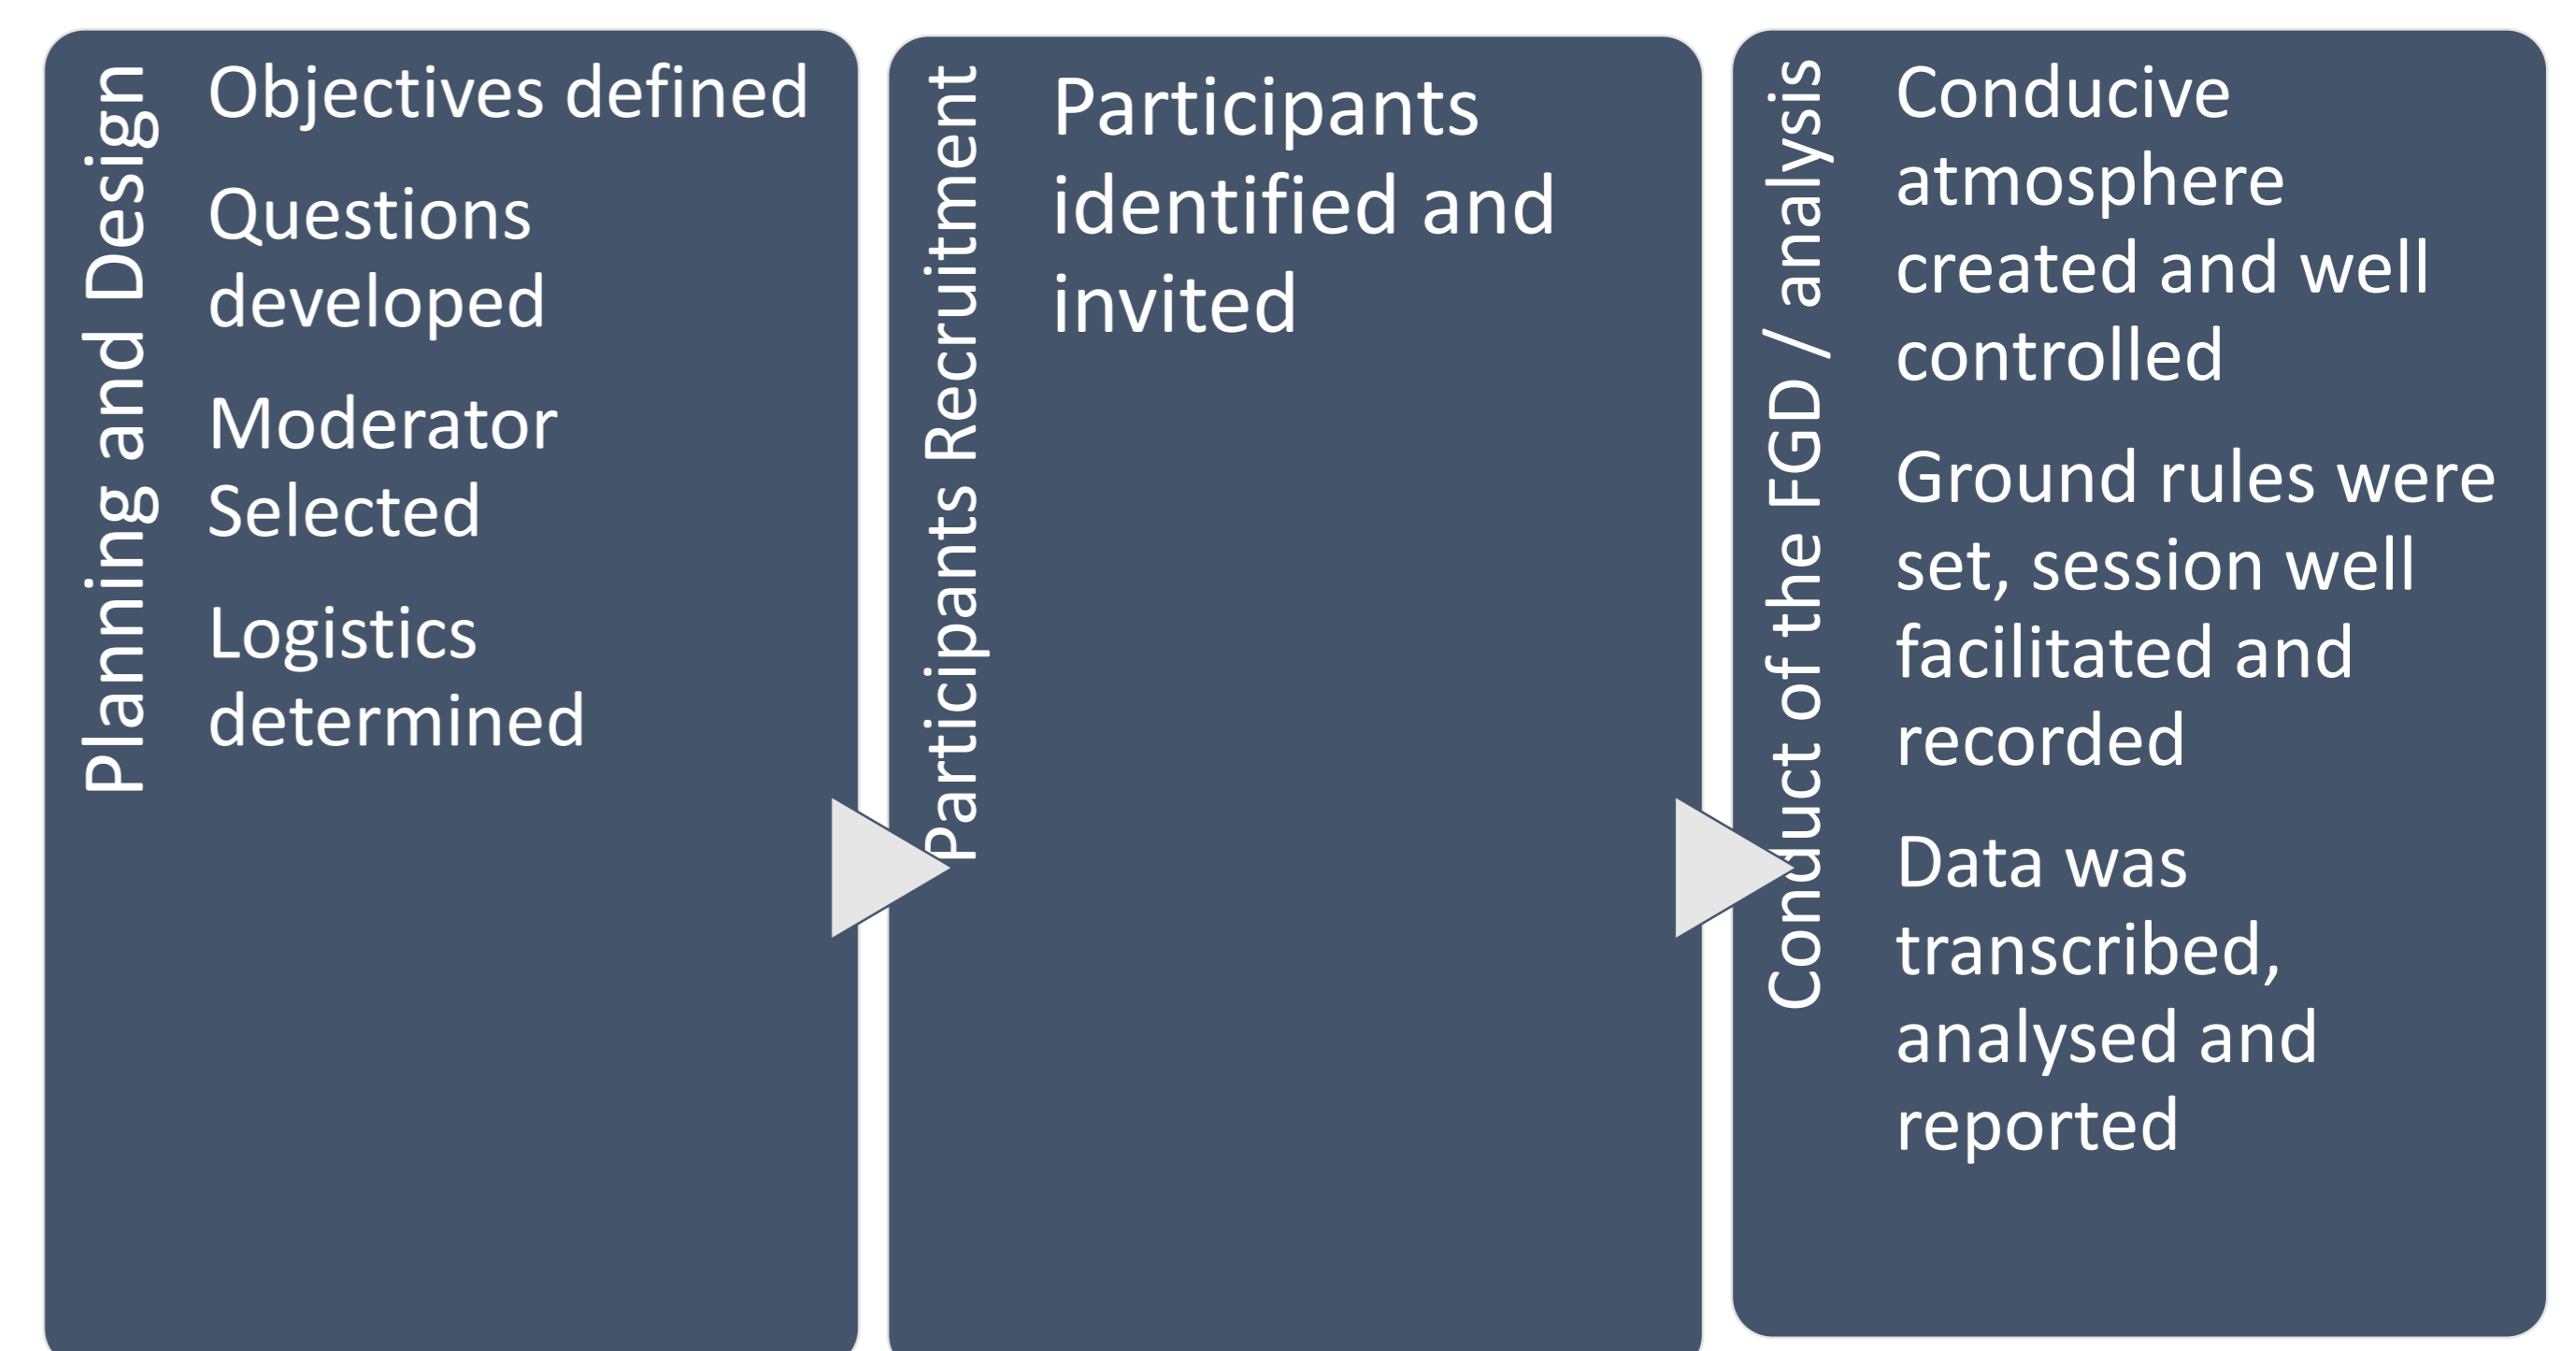 Planning and Design
Objectives defined
Questions
developed
Moderator
Selected
Logistics
determined
Participants Recruitment
Participants
identified and
invited
Conduct of the FGD / analysis
Conducive
atmosphere
created and well
controlled
Ground rules were
set, session well
facilitated and
recorded
Data was
transcribed,
analysed and
reported